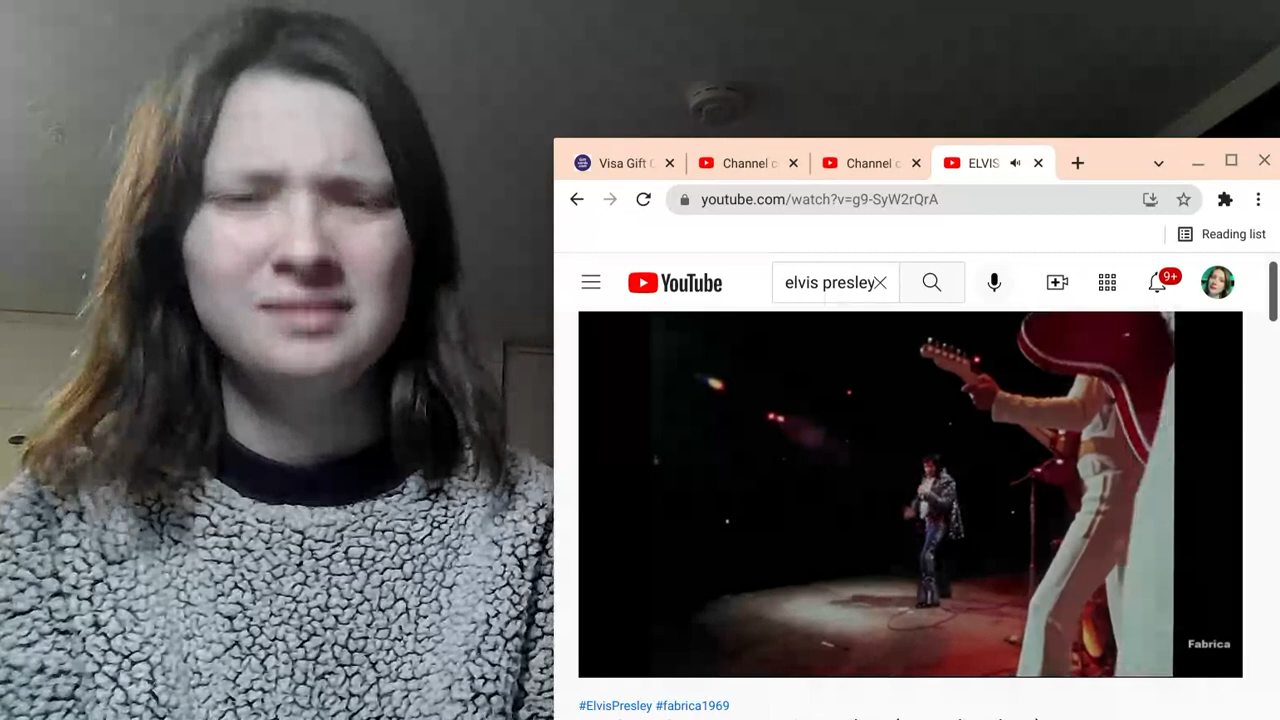 Visa Gift
Channel c
Channel c
ELVIS
youtube.com/watch?v=g9-SyW2rQrA
Reading list
YouTube
elvis presley
9+
Fabrica
#ElvisPresley #fabrica1969